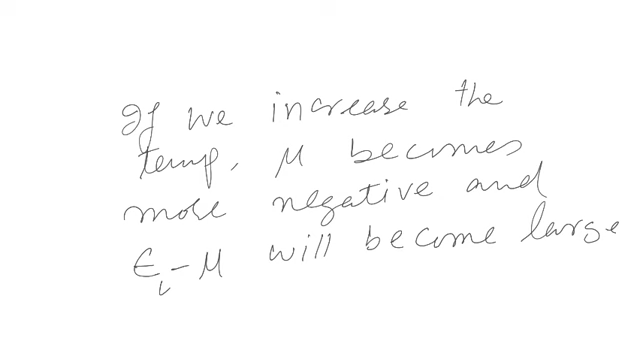 If we increase the
temp, μ becomes
more negative and
ϵᵢ-μ will become large